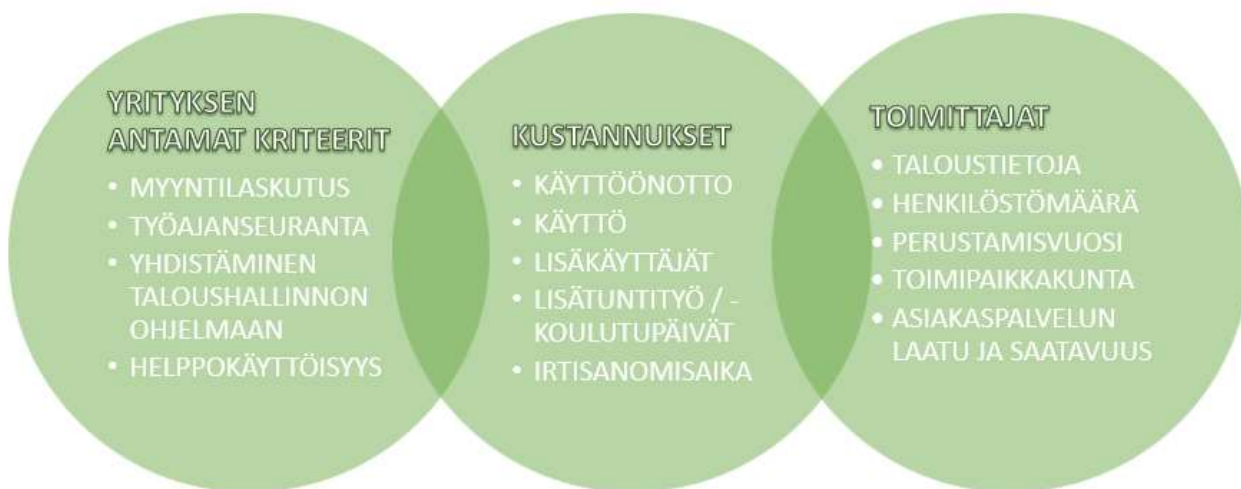 YRITYKSEN
ANTAMAT KRITEERIT
• MYYNTILASKUTUS
• TYÖAJANSEURANTA
• YHDISTÄMINEN
TALOUSHALLINNON
OHJELMAAN
• HELPPOKÄYTTÖISYYS
KUSTANNUKSET
• KÄYTTÖÖNOTTO
• KÄYTTÖ
• LISÄKÄYTTÄJÄT
• LISÄTUNTITYÖ / -
KOULUTUPÄIVÄT
• IRTISANOMISAIKA
TOIMITTAJAT
• TALOUSTIETOJA
• HENKILÖSTÖMÄÄRÄ
• PERUSTAMISVUOSI
• TOIMIPAIKKAKUNTA
• ASIAKASPALVELUN
LAATU JA SAATAVUUS